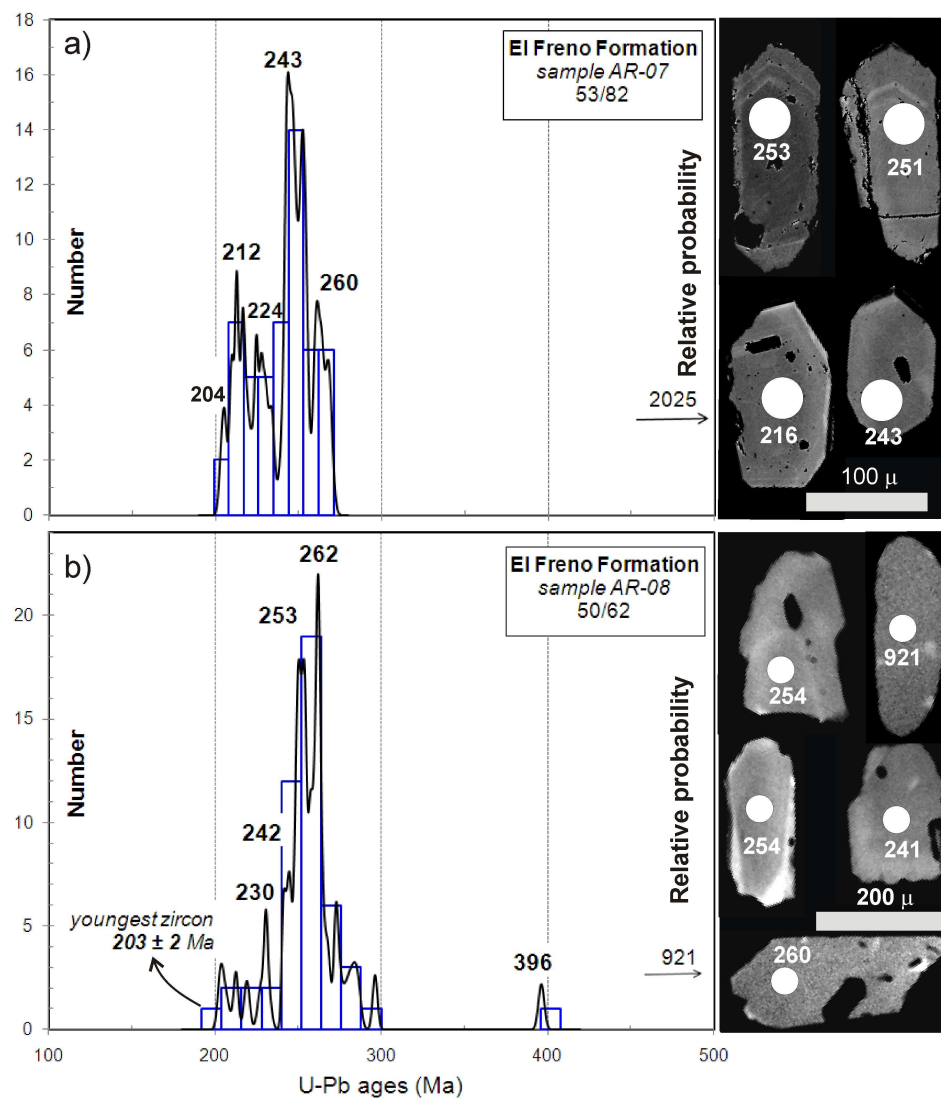 a)
El Freno Formation
sample AR-07
53/82
243
212
224
260
204
Number
18
16
14
12
10
8
6
4
2
0
Relative probability
2025
253
251
216
243
100 µ
b)
El Freno Formation
sample AR-08
50/62
262
253
242
230
396
youngest zircon
203 ± 2 Ma
Number
20
15
10
5
0
Relative probability
921
254
921
254
241
200 µ
260
100
200
300
400
500
U-Pb ages (Ma)